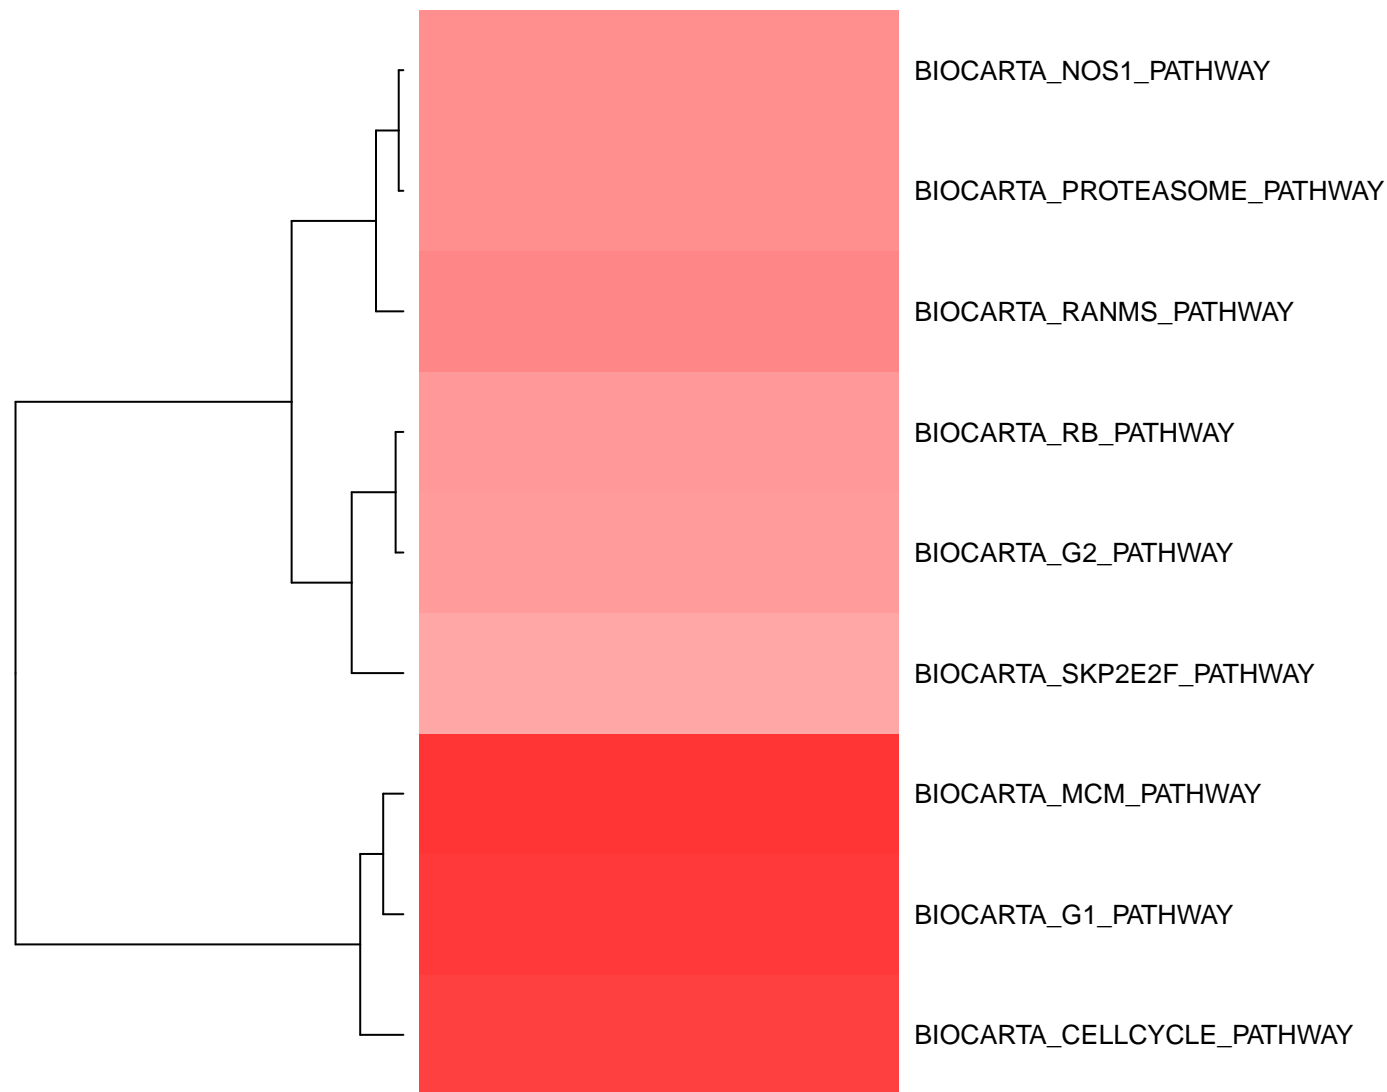 BIOCARTA_NOS1_PATHWAY
BIOCARTA_PROTEASOME_PATHWAY
BIOCARTA_RANMS_PATHWAY
BIOCARTA_RB_PATHWAY
BIOCARTA_G2_PATHWAY
BIOCARTA_SKP2E2F_PATHWAY
BIOCARTA_MCM_PATHWAY
BIOCARTA_G1_PATHWAY
BIOCARTA_CELLCYCLE_PATHWAY